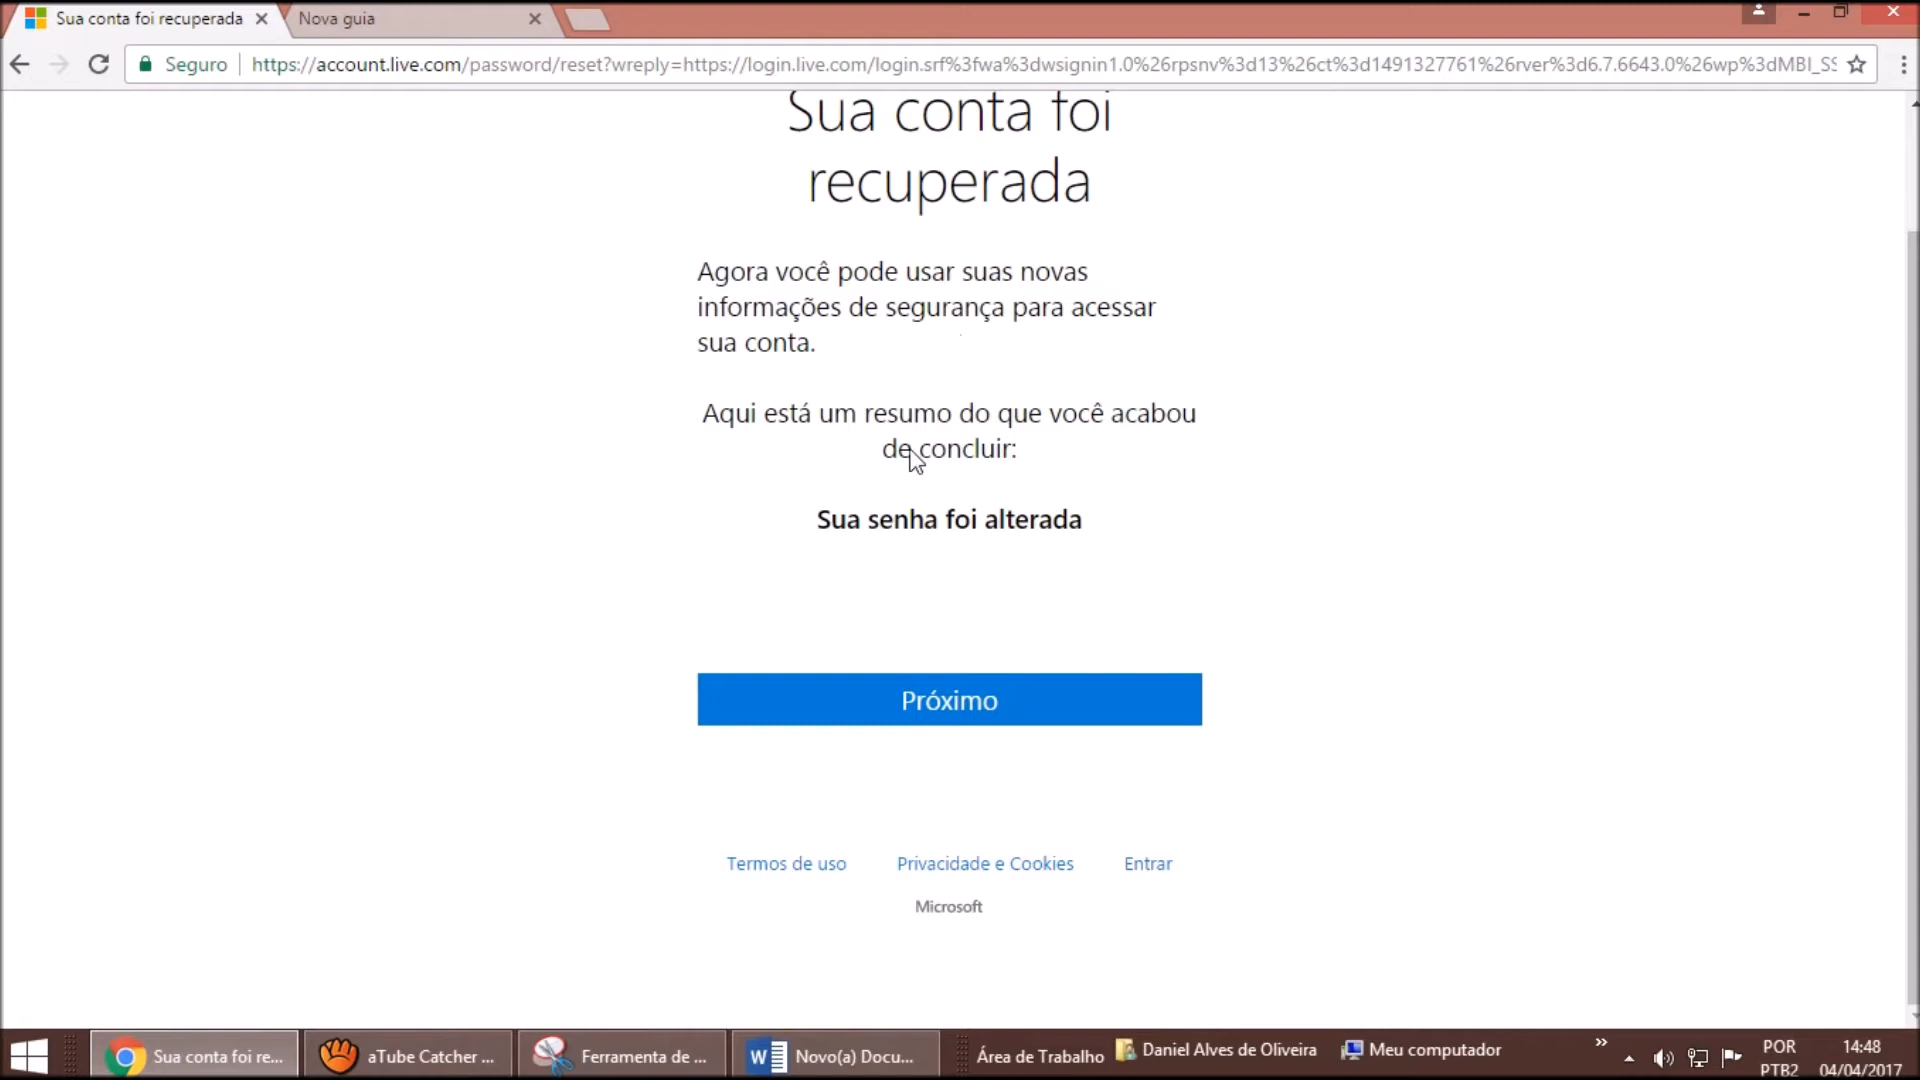 Sua conta foi recuperada
Nova guia
Seguro
https://account.live.com/password/reset?wreply=https://login.live.com/login.srf%3fwa%3dwsignin1.0%26rpsnv%3d13%26ct%3d1491327761%26rver%3d6.7.6643.0%26wp%3dMBI_SS
Sua conta foi
recuperada
Agora você pode usar suas novas
informações de segurança para acessar
sua conta.
Aqui está um resumo do que você acabou
de concluir:
Sua senha foi alterada
Próximo
Termos de uso
Privacidade e Cookies
Entrar
Microsoft
Sua conta foi re...
aTube Catcher ...
Ferramenta de ...
Novo(a) Docu...
Área de Trabalho
Daniel Alves de Oliveira
Meu computador
»
POR
PTB2
14:48
04/04/2017